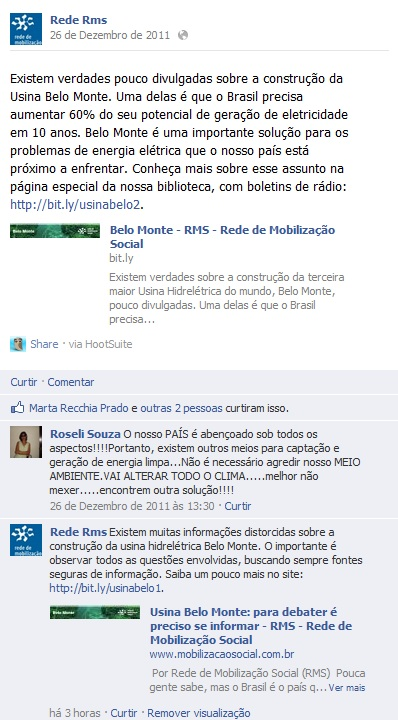 Rede Rms
26 de Dezembro de 2011
Existem verdades pouco divulgadas sobre a construção da
Usina Belo Monte. Uma delas é que o Brasil precisa
aumentar 60% do seu potencial de geração de eletricidade
em 10 anos. Belo Monte é uma importante solução para os
problemas de energia elétrica que o nosso país está
próximo a enfrentar. Conheça mais sobre esse assunto na
página especial da nossa biblioteca, com boletins de rádio:
http://bit.ly/usinabelo2.
Belo Monte - RMS - Rede de Mobilização
Social
bit.ly
Existem verdades sobre a construção da terceira
maior Usina Hidrelétrica do mundo, Belo Monte,
pouco divulgadas. Uma delas é que o Brasil
precisa...
Share · via HootSuite
Curtir · Comentar
Marta Recchia Prado e outras 2 pessoas curtiram isso.
Roseli Souza O nosso PAÍS é abençoado sob todos os
aspectos!!!!Portanto, existem outros meios para captação e
geração de energia limpa...Não é necessário agredir nosso MEIO
AMBIENTE.VAI ALTERAR TODO O CLIMA.....melhor não
mexer.....encontrem outra solução!!!!
26 de Dezembro de 2011 às 13:30 · Curtir
Rede Rms Existem muitas informações distorcidas sobre a
construção da usina hidrelétrica Belo Monte. O importante é
observar todos as questões envolvidas, buscando sempre fontes
seguras de informação. Saiba um pouco mais no site:
http://bit.ly/usinabelo1.
Usina Belo Monte: para debater é
preciso se informar - RMS - Rede de
Mobilização Social
www.mobilizacaosocial.com.br
Por Rede de Mobilização Social (RMS) Pouca
gente sabe, mas o Brasil é o país q... Ver mais
há 3 horas · Curtir · Remover visualização